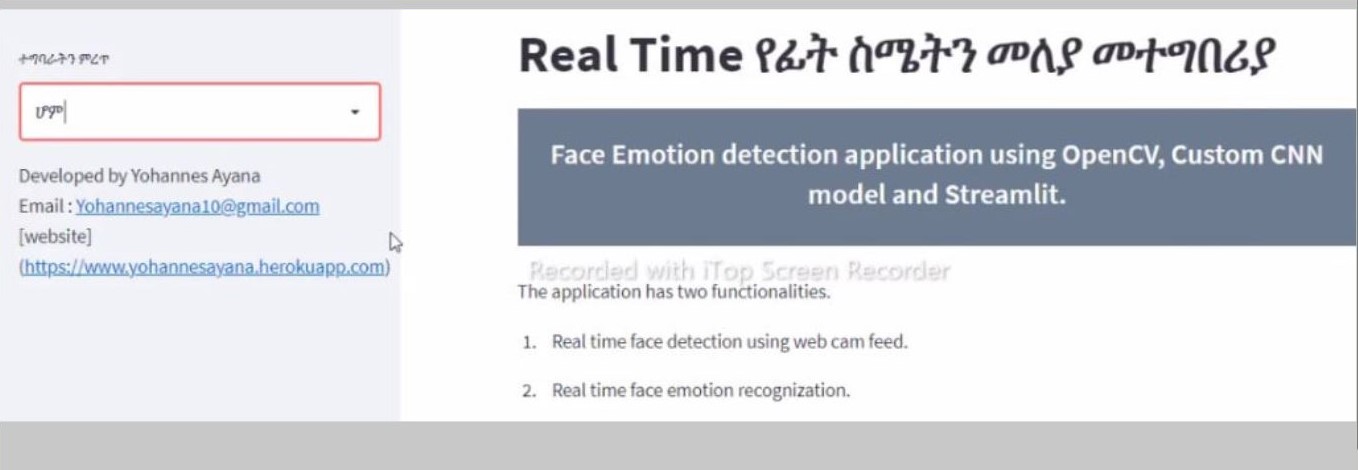 ተግባራትን ምረጥ
ሆም
Developed by Yohannes Ayana
Email : Yohannesayana10@gmail.com
[website]
(https://www.yohannesayana.herokuapp.com)
Real Time የፊት ስሜትን መለያ መተግበሪያ
Face Emotion detection application using OpenCV, Custom CNN
model and Streamlit.
Recorded with iTop Screen Recorder
The application has two functionalities.
1. Real time face detection using web cam feed.
2. Real time face emotion recognization.